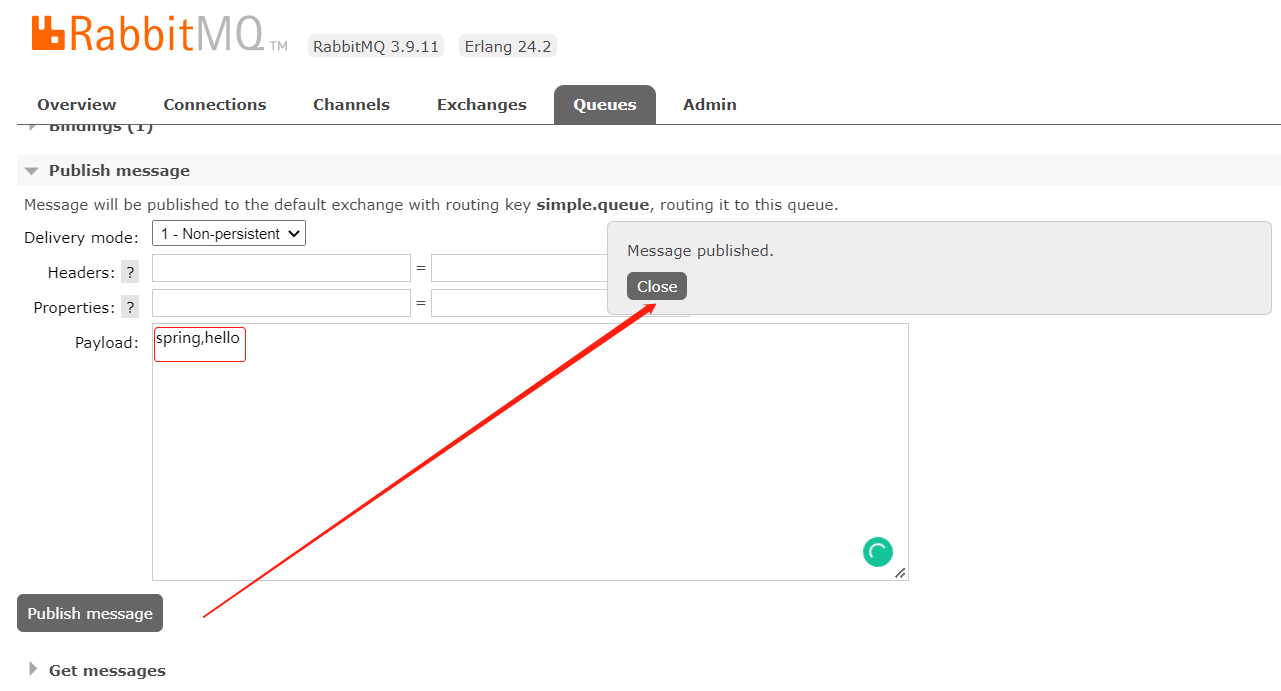 RabbitMQ TM RabbitMQ 3.9.11 Erlang 24.2
Overview Connections Channels Exchanges Queues Admin
Bindings (1)
Publish message
Message will be published to the default exchange with routing key simple.queue, routing it to this queue.
Delivery mode: 1 - Non-persistent
Message published.
Headers: ? =
Close
Properties: ? =
Payload: spring,hello
Publish message
Get messages